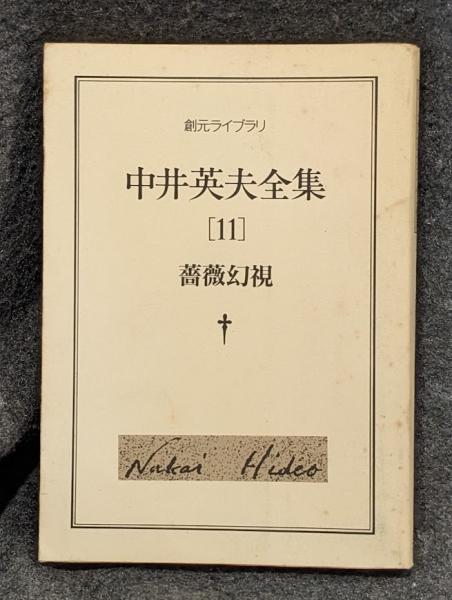 創元ライブラリ
中井英夫全集
[11]
薔薇幻視
†
Nakai Hideo